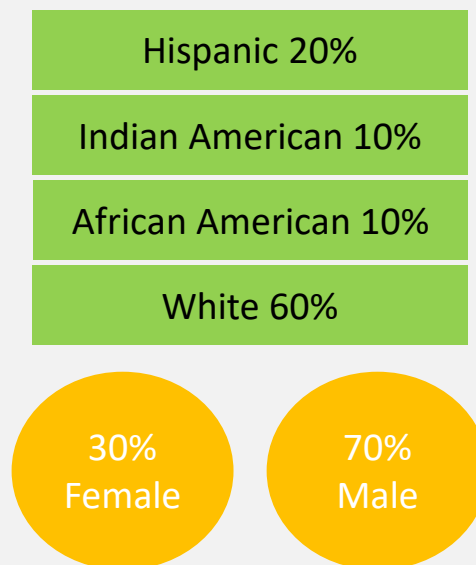 Hispanic 20%
Indian American 10%
African American 10%
White 60%
30%
Female
70%
Male